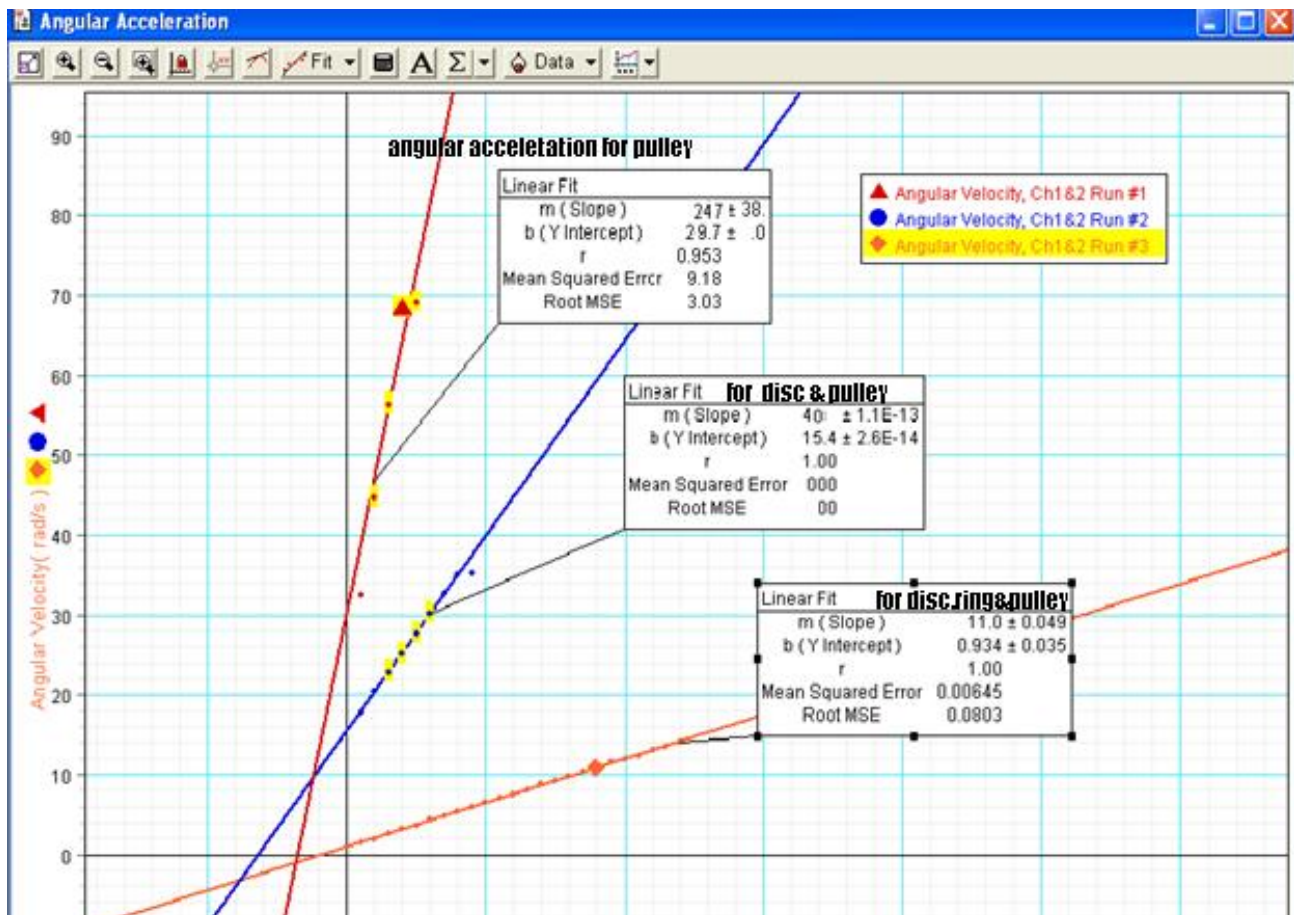 Angular Acceleration
Fit
A Σ
Data
angular acceletation for pulley
Linear Fit
m ( Slope ) 247 ± 38.
b ( Y Intercept ) 29.7 ± .0
r 0.953
Mean Squared Error 9.18
Root MSE 3.03
Angular Velocity, Ch1&2 Run #1
Angular Velocity, Ch1&2 Run #2
Angular Velocity, Ch1&2 Run #3
Linear Fit for disc & pulley
m ( Slope ) 40 ± 1.1E-13
b ( Y Intercept ) 15.4 ± 2.6E-14
r 1.00
Mean Squared Error 000
Root MSE 00
Linear Fit for disc,ring&pulley
m ( Slope ) 11.0 ± 0.049
b ( Y Intercept ) 0.934 ± 0.035
r 1.00
Mean Squared Error 0.00645
Root MSE 0.0803
Angular Velocity( rad/s )
90
80
70
60
50
40
30
20
10
0